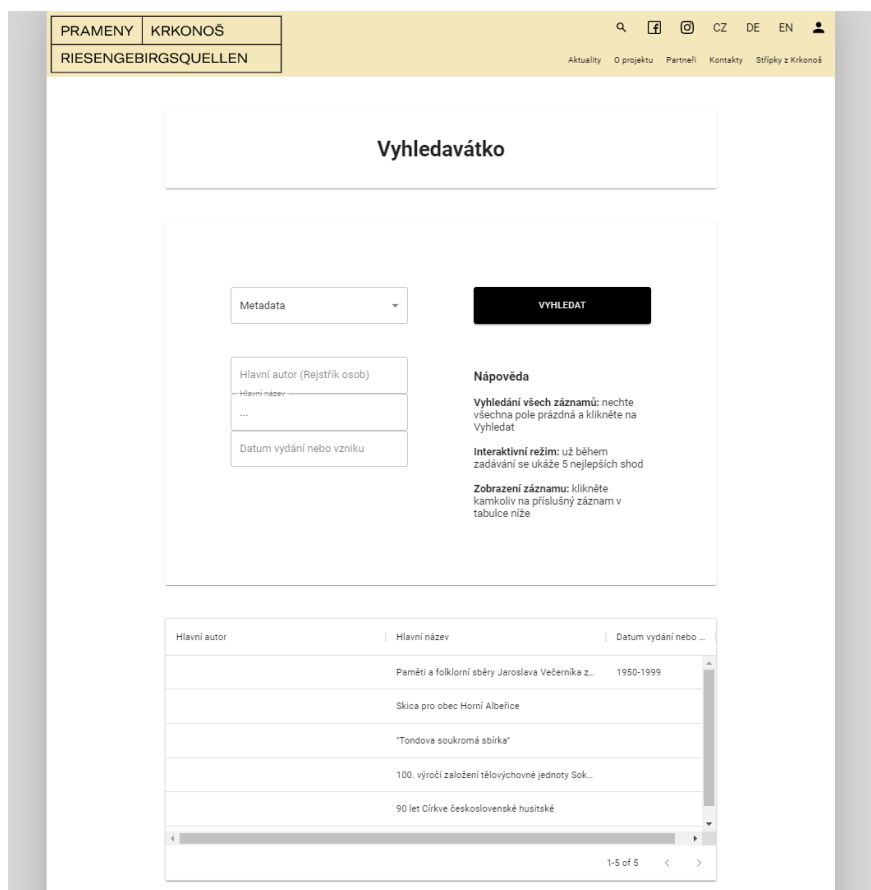 PRAMENY KRKONOŠ
RIESENGEBIRGSQUELLEN
CZ DE EN
Aktuality O projektu Partneři Kontakty Střípky z Krkonoš
Vyhledavátko
Metadata
VYHLEDAT
Hlavní autor (Rejstřík osob)
Hlavní název
...
Datum vydání nebo vzniku
Nápověda
Vyhledání všech záznamů: nechte
všechna pole prázdná a klikněte na
Vyhledat
Interaktivní režim: už během
zadávání se ukáže 5 nejlepších shod
Zobrazení záznamu: klikněte
kamkoliv na příslušný záznam v
tabulce níže
Hlavní autor Hlavní název Datum vydání nebo ...
Paměti a folklorní sběry Jaroslava Večerníka z... 1950-1999
Skica pro obec Horní Albeřice
"Tondova soukromá sbírka"
100. výročí založení tělovýchovné jednoty Sok...
90 let Církve československé husitské
1-5 of 5